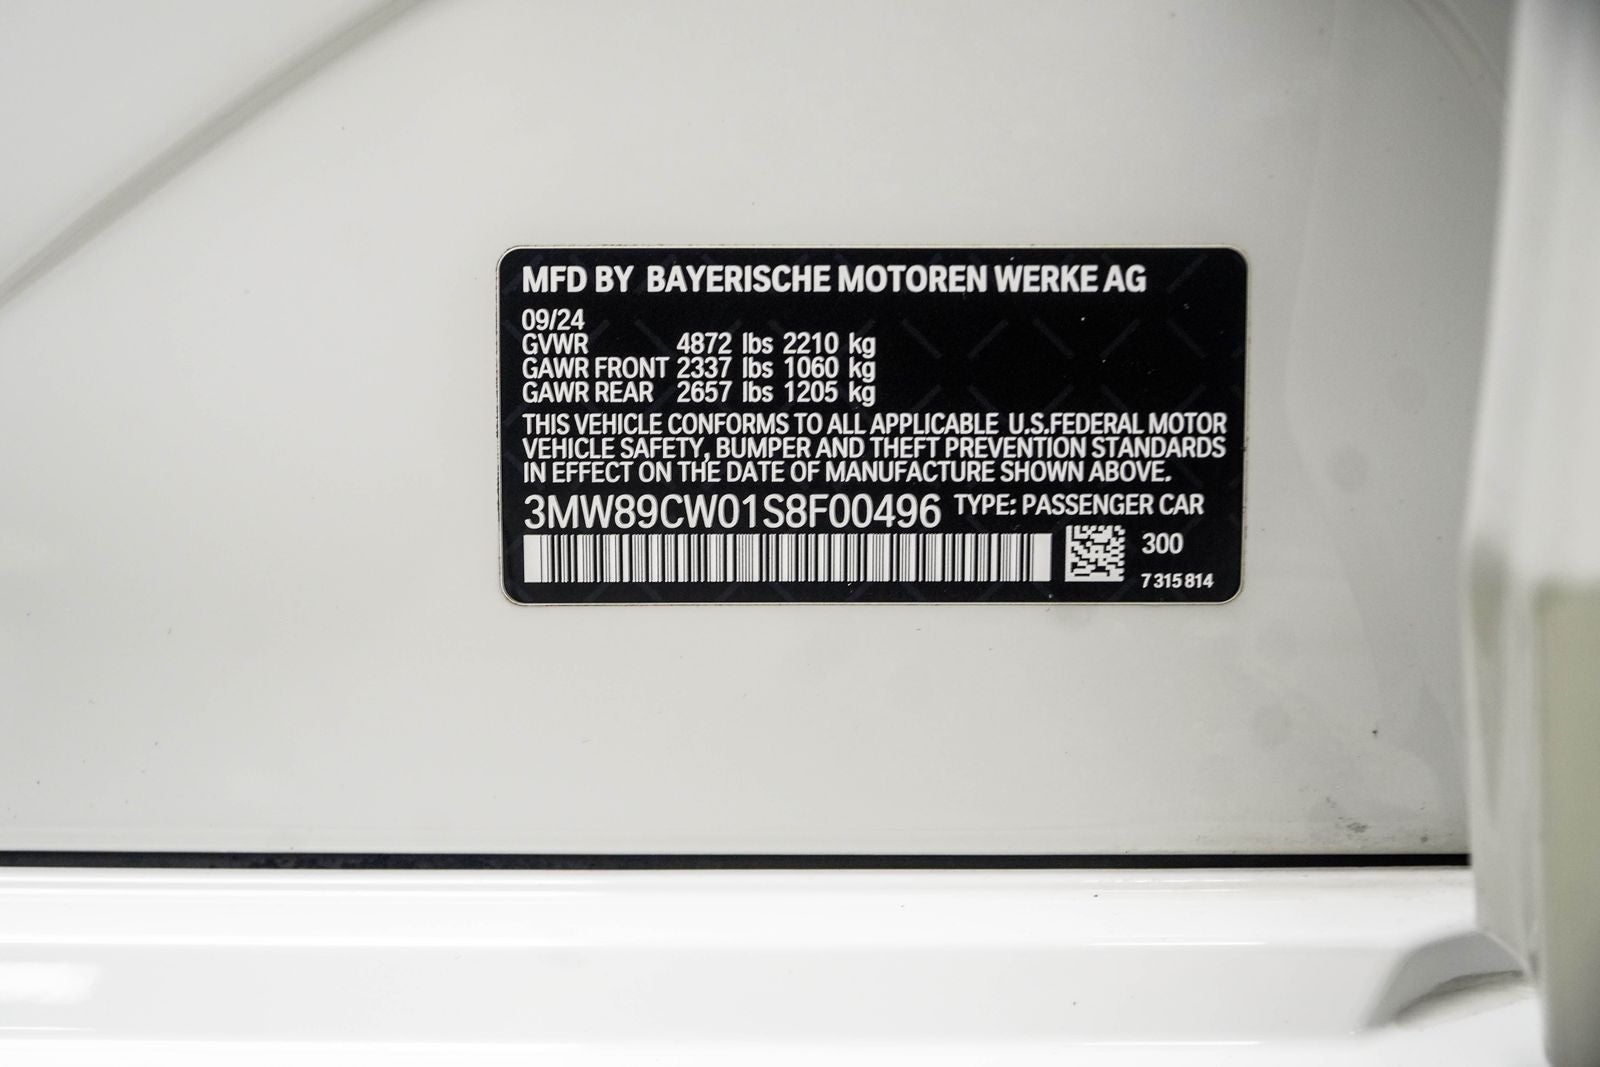 MFD BY BAYERISCHE MOTOREN WERKE AG
09/24
GVWR 4872 lbs 2210 kg
GAWR FRONT 2337 lbs 1060 kg
GAWR REAR 2657 lbs 1205 kg
THIS VEHICLE CONFORMS TO ALL APPLICABLE U.S.FEDERAL MOTOR
VEHICLE SAFETY, BUMPER AND THEFT PREVENTION STANDARDS
IN EFFECT ON THE DATE OF MANUFACTURE SHOWN ABOVE.
3MW89CW01S8F00496 TYPE: PASSENGER CAR
300
7 315 814